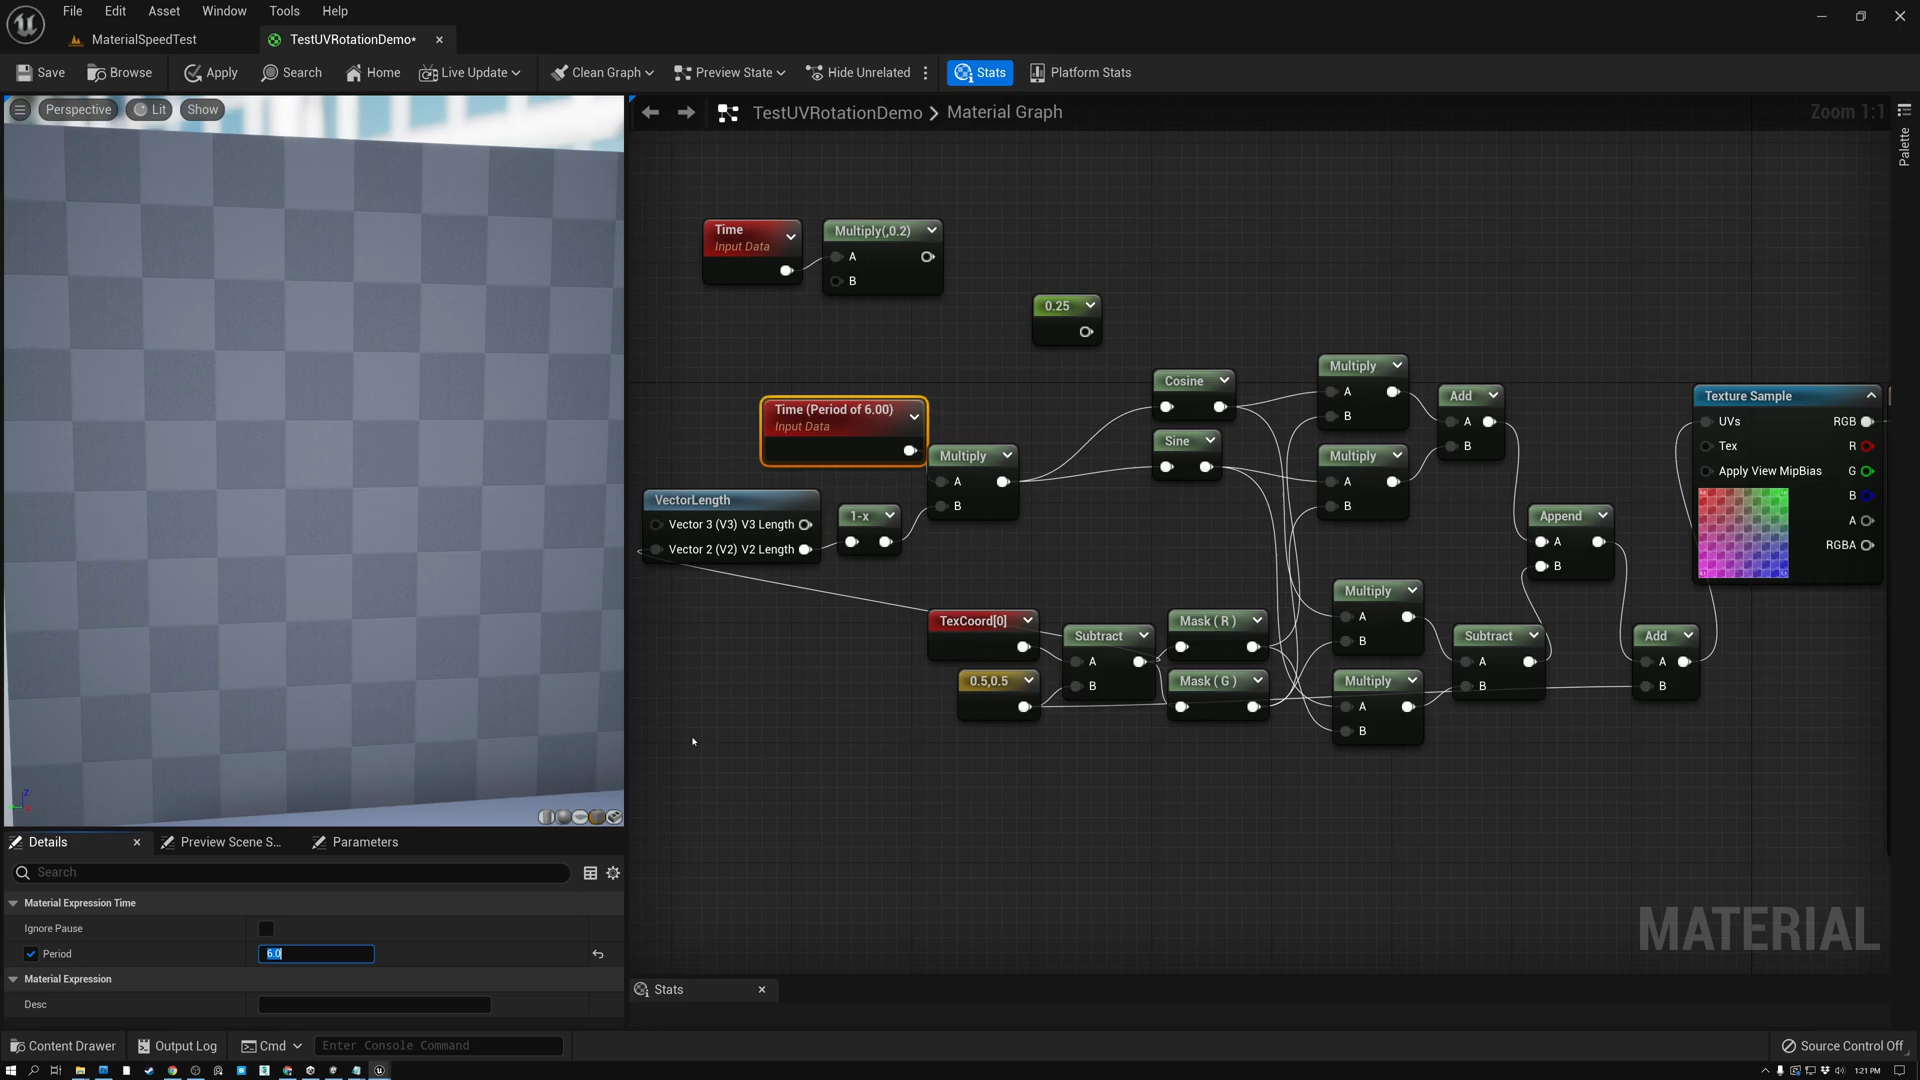 File Edit Asset Window Tools Help
MaterialSpeedTest
TestUVRotationDemo*
Save Browse Apply Search Home Live Update Clean Graph Preview State Hide Unrelated Stats Platform Stats
Perspective Lit Show
TestUVRotationDemo > Material Graph
Zoom 1:1
Palette
Time
Input Data
Multiply(,0.2)
A
B
0.25
Time (Period of 6.00)
Input Data
Multiply
A
B
VectorLength
Vector 3 (V3) V3 Length
Vector 2 (V2) V2 Length
1-x
Cosine
Sine
Multiply
A
B
Multiply
A
B
Add
A
B
Texture Sample
UVs RGB
Tex R
G
Apply View MipBias
B
A
RGBA
Append
A
B
TexCoord[0]
0.5,0.5
Subtract
A
B
Mask ( R )
Mask ( G )
Multiply
A
B
Multiply
A
B
Subtract
A
B
Add
A
B
MATERIAL
Z
Details
Preview Scene S...
Parameters
Search
Material Expression Time
Ignore Pause
Period 6.0
Material Expression
Desc
Stats
Content Drawer Output Log Cmd Enter Console Command
Source Control Off
1:21 PM